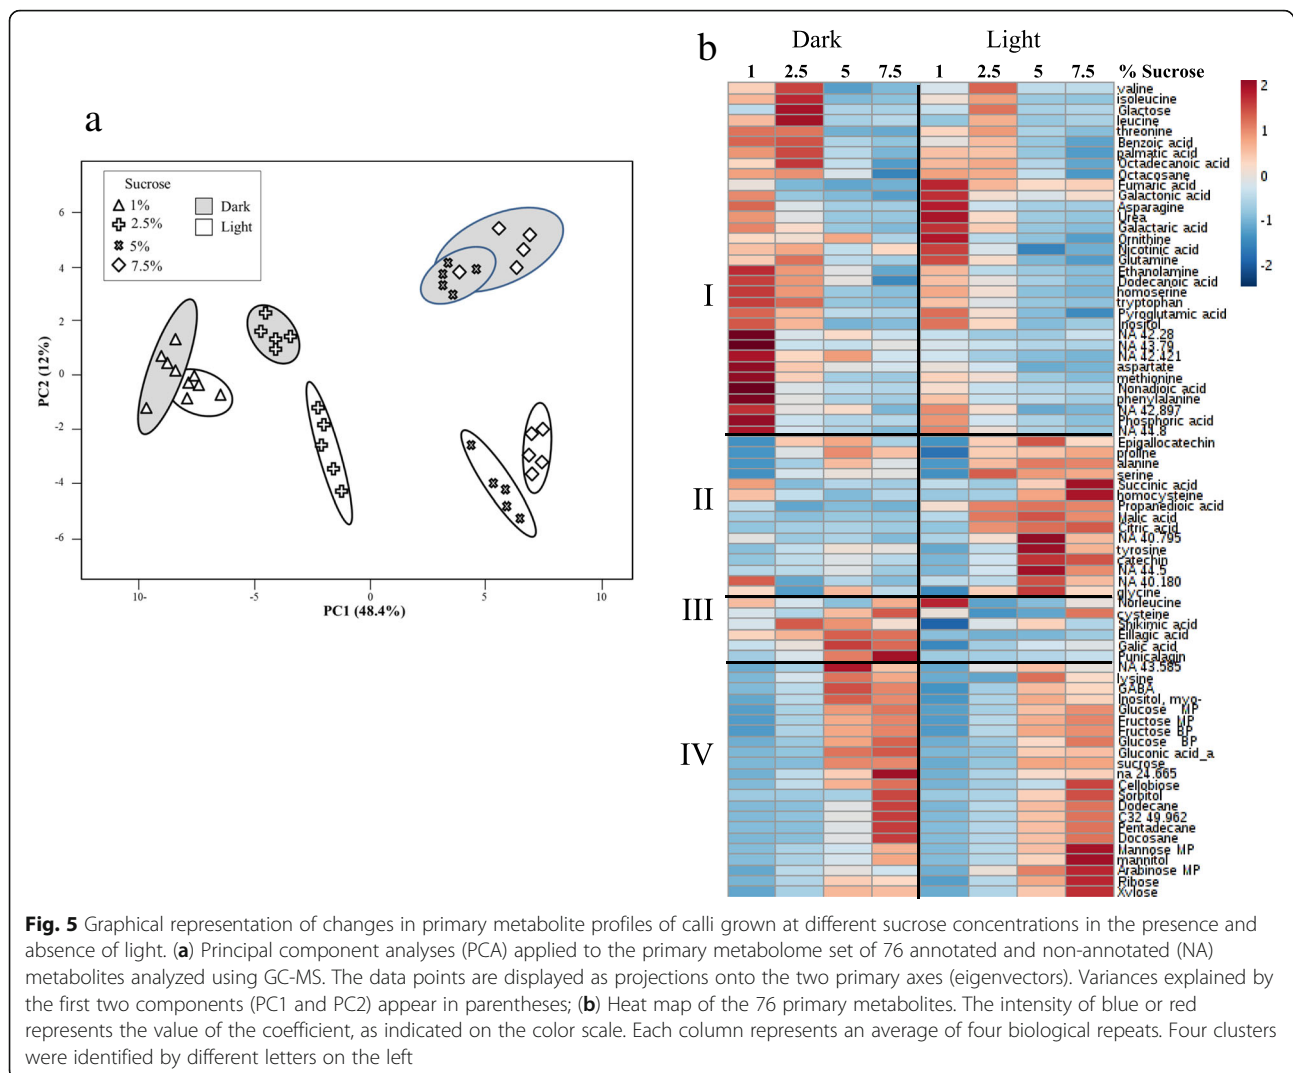 a
Sucrose
1%
2.5%
5%
7.5%
Dark
Light
6
4
2
0
-2
-4
-6
PC2 (12%)
10-
-5
0
5
10
PC1 (48.4%)
b
Dark
Light
1
2.5
5
7.5
1
2.5
5
7.5
% Sucrose
valine
isoleucine
Glactose
leucine
threonine
Benzoic acid
palmatic acid
Octadecanoic acid
Octacosane
Fumaric acid
Galactonic acid
Asparagine
Urea
Galactaric acid
Ornithine
Nicotinic acid
Glutamine
Ethanolamine
Dodecanoic acid
homoserine
tryptophan
Pyroglutamic acid
Inositol
NA 42.28
NA 43.79
NA 42.421
aspartate
methionine
Nonadioic acid
phenylalanine
NA 42.897
Phosphoric acid
NA 44.8
Epigallocatechin
proline
alanine
serine
Succinic acid
homocysteine
Propanedioic acid
Malic acid
Citric acid
NA 40.795
tyrosine
catechin
NA 44.5
NA 40.180
glycine
Norleucine
cysteine
Shikimic acid
Eillagic acid
Galic acid
Punicalagin
NA 43.585
lysine
GABA
Inositol, myo-
Glucose MP
Fructose MP
Fructose BP
Glucose BP
Gluconic acid_a
sucrose
na 24.665
Cellobiose
Sorbitol
Dodecane
C32 49.962
Pentadecane
Docosane
Mannose MP
mannitol
Arabinose MP
Ribose
Xylose
I
II
III
IV
2
1
0
-1
-2
Fig. 5 Graphical representation of changes in primary metabolite profiles of calli grown at different sucrose concentrations in the presence and
absence of light. (a) Principal component analyses (PCA) applied to the primary metabolome set of 76 annotated and non-annotated (NA)
metabolites analyzed using GC-MS. The data points are displayed as projections onto the two primary axes (eigenvectors). Variances explained by
the first two components (PC1 and PC2) appear in parentheses; (b) Heat map of the 76 primary metabolites. The intensity of blue or red
represents the value of the coefficient, as indicated on the color scale. Each column represents an average of four biological repeats. Four clusters
were identified by different letters on the left